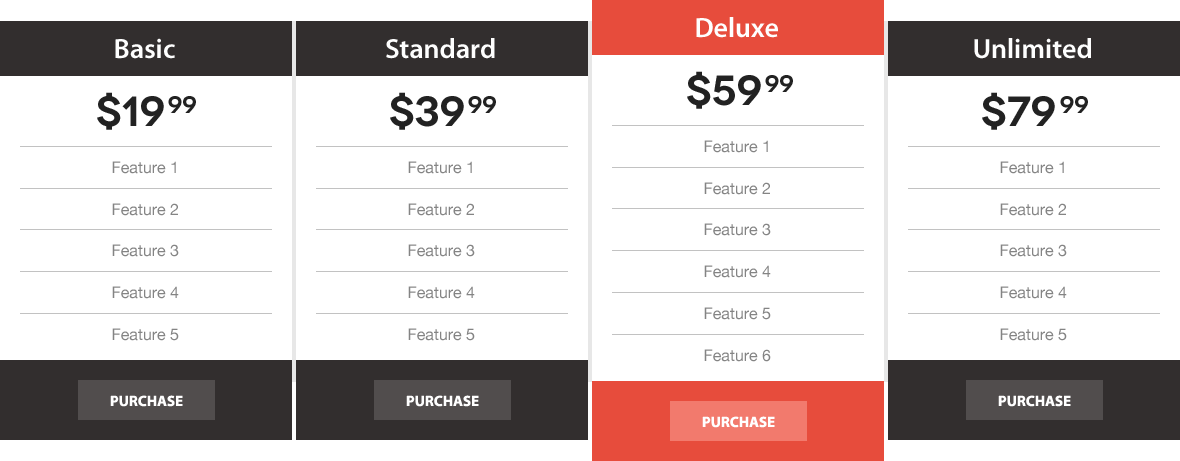 Basic
$19 99
Feature 1
Feature 2
Feature 3
Feature 4
Feature 5
PURCHASE
Standard
$39 99
Feature 1
Feature 2
Feature 3
Feature 4
Feature 5
PURCHASE
Deluxe
$59 99
Feature 1
Feature 2
Feature 3
Feature 4
Feature 5
Feature 6
PURCHASE
Unlimited
$79 99
Feature 1
Feature 2
Feature 3
Feature 4
Feature 5
PURCHASE